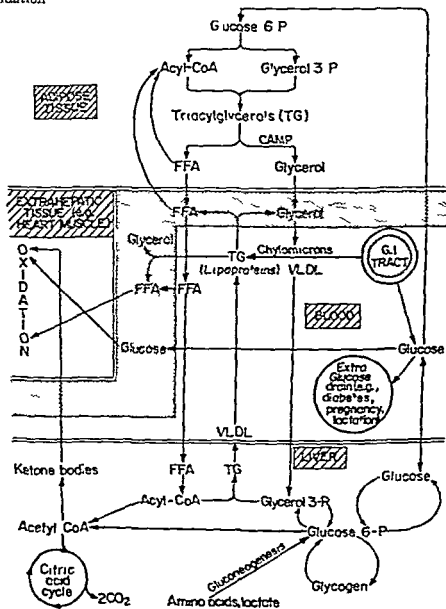 Glucose 6 P
Acyl-CoA
Glycerol 3 P
ADIPOSE
TISSUE
Triacylglycerols (TG)
CAMP
FFA
Glycerol
EXTRAHEPATIC
TISSUE (e.g.
HEART MUSCLE)
FFA
Glycerol
OXIDATION
Glycerol
Chylomicrons
TG
(Lipoproteins) VLDL
G.I.
TRACT
FFA
FFA
BLOOD
Glucose
Glucose
Extra
Glucose
drain (e.g.,
diabetes,
pregnancy,
lactation)
VLDL
LIVER
Ketone bodies
FFA
TG
Glucose
Acyl-CoA
Glycerol 3-P
Acetyl CoA
Glucose 6-P
Citric
acid
cycle
2CO2
Gluconeogenesis
Glycogen
Amino acids, lactate